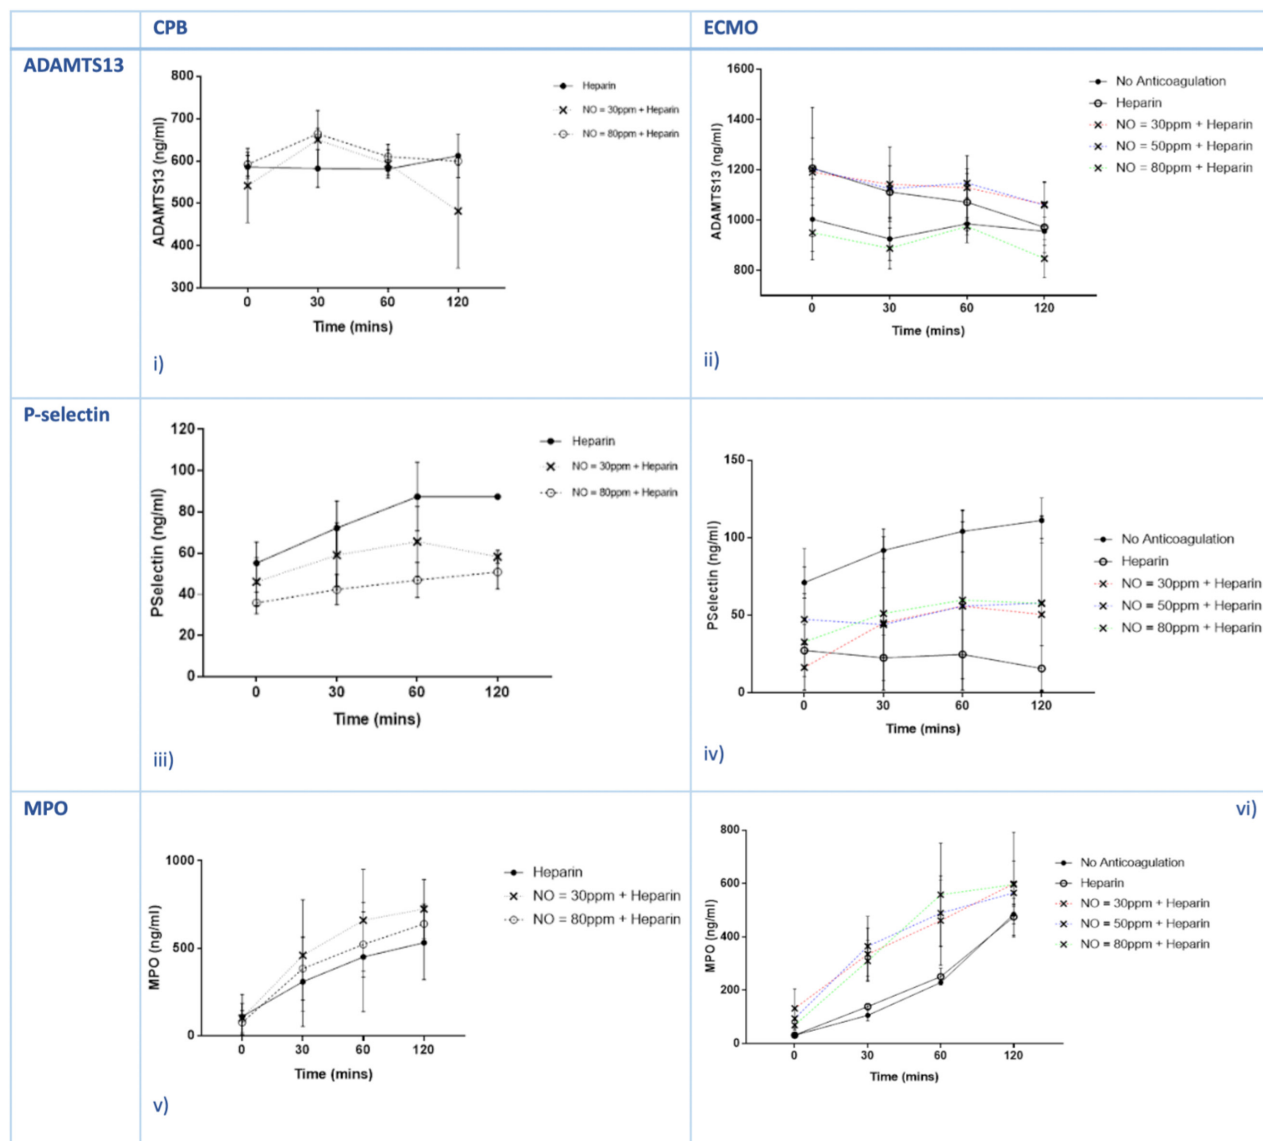 CPB
ECMO
ADAMTS13
800
700
600
500
400
300
ADAMTS13 (ng/ml)
0 30 60 120
Time (mins)
Heparin
NO = 30ppm + Heparin
NO = 80ppm + Heparin
i)
1600
1400
1200
1000
800
ADAMTS13 (ng/ml)
0 30 60 120
Time (mins)
No Anticoagulation
Heparin
NO = 30ppm + Heparin
NO = 50ppm + Heparin
NO = 80ppm + Heparin
ii)
P-selectin
120
100
80
60
40
20
0
PSelectin (ng/ml)
0 30 60 120
Time (mins)
Heparin
NO = 30ppm + Heparin
NO = 80ppm + Heparin
iii)
150
100
50
0
PSelectin (ng/ml)
0 30 60 120
Time (mins)
No Anticoagulation
Heparin
NO = 30ppm + Heparin
NO = 50ppm + Heparin
NO = 80ppm + Heparin
iv)
MPO
1000
500
0
MPO (ng/ml)
0 30 60 120
Time (mins)
Heparin
NO = 30ppm + Heparin
NO = 80ppm + Heparin
v)
vi)
800
600
400
200
0
MPO (ng/ml)
0 30 60 120
Time (mins)
No Anticoagulation
Heparin
NO = 30ppm + Heparin
NO = 50ppm + Heparin
NO = 80ppm + Heparin